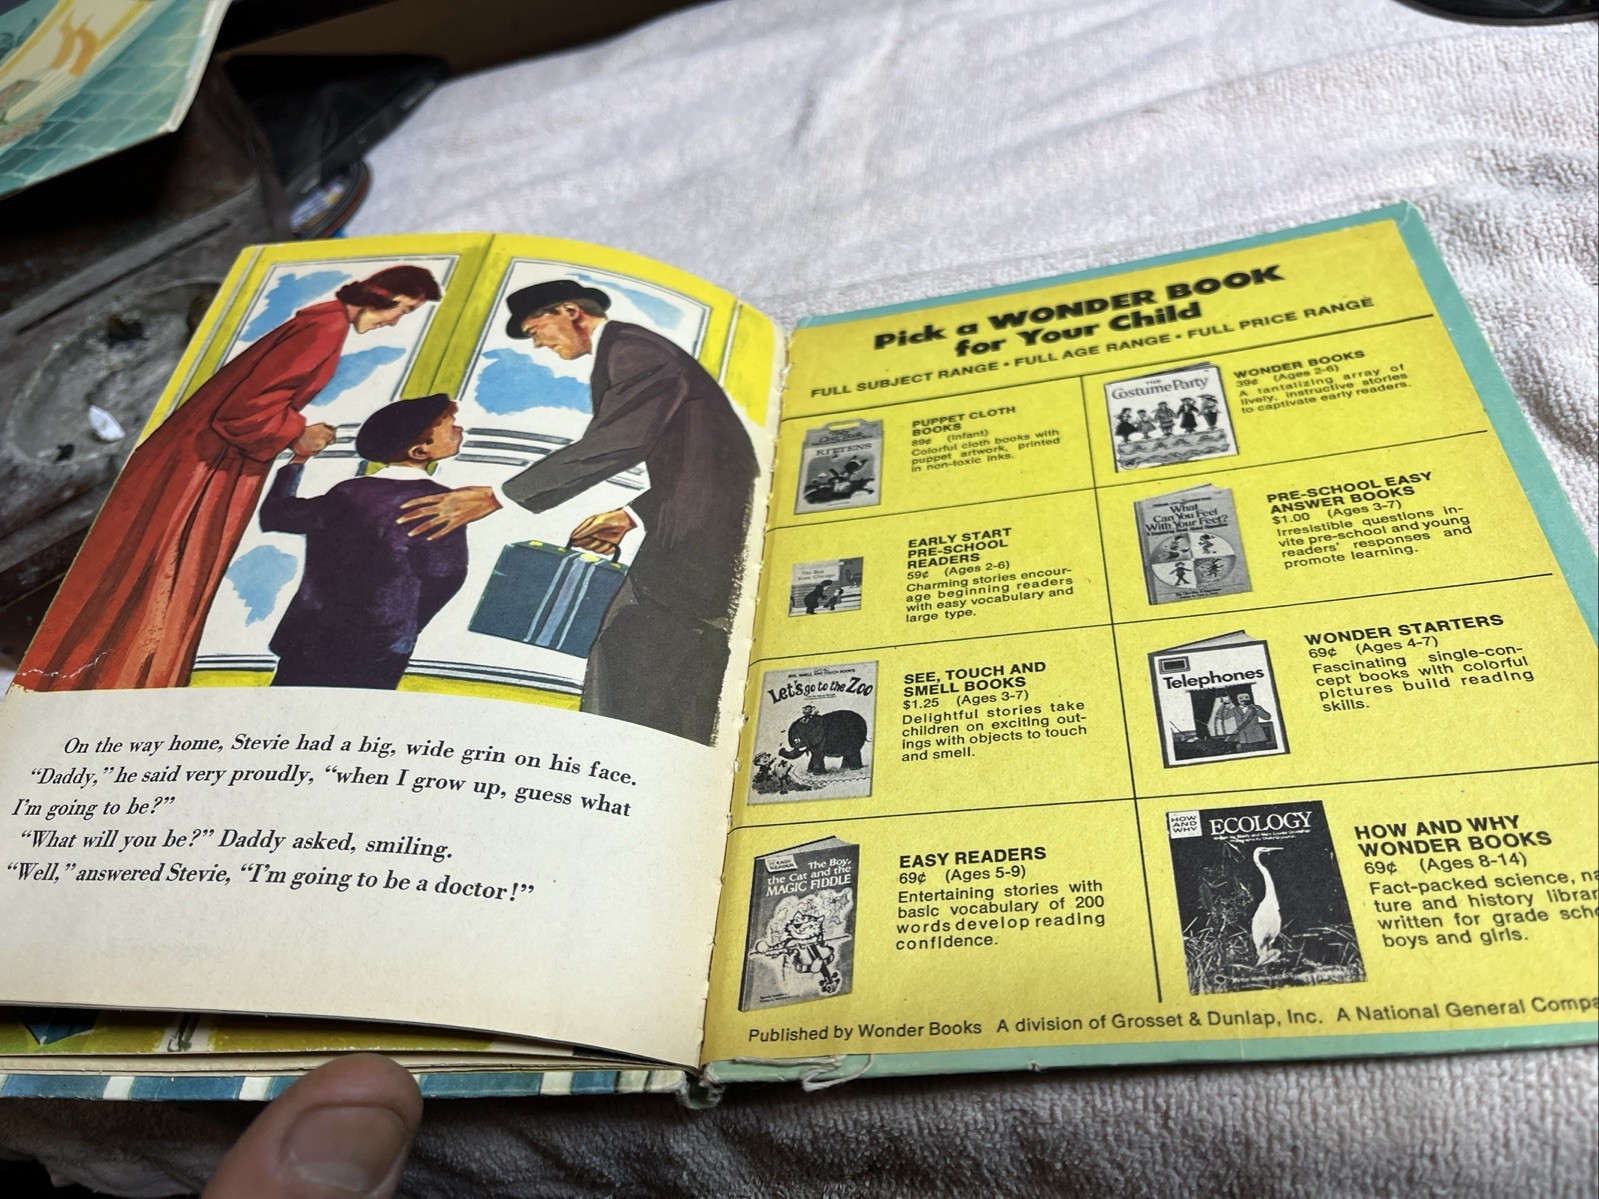 On the way home, Stevie had a big, wide grin on his face.
"Daddy," he said very proudly, "when I grow up, guess what
I'm going to be?"
"What will you be?" Daddy asked, smiling.
"Well," answered Stevie, "I'm going to be a doctor!"
Pick a WONDER BOOK
for Your Child
FULL SUBJECT RANGE • FULL AGE RANGE • FULL PRICE RANGE
KITTENS
PUPPET CLOTH
BOOKS
89¢ (Infant)
Colorful cloth books with
puppet artwork, printed
in non-toxic inks.
THE
Costume Party
WONDER BOOKS
39¢ (Ages 2-6)
A tantalizing array of
lively, instructive stories
to captivate early readers.
EARLY START
PRE-SCHOOL
READERS
59¢ (Ages 2-6)
Charming stories encour-
age beginning readers
with easy vocabulary and
large type.
What
Can You Feel
With Your Feet?
PRE-SCHOOL EASY
ANSWER BOOKS
$1.00 (Ages 3-7)
Irresistible questions in-
vite pre-school and young
readers' responses and
promote learning.
Let's go to the Zoo
SEE, TOUCH AND
SMELL BOOKS
$1.25 (Ages 3-7)
Delightful stories take
children on exciting out-
ings with objects to touch
and smell.
Telephones
WONDER STARTERS
69¢ (Ages 4-7)
Fascinating single-con-
cept books with colorful
pictures build reading
skills.
The Boy,
the Cat and the
MAGIC FIDDLE
EASY READERS
69¢ (Ages 5-9)
Entertaining stories with
basic vocabulary of 200
words develop reading
confidence.
HOW
AND
WHY
ECOLOGY
HOW AND WHY
WONDER BOOKS
69¢ (Ages 8-14)
Fact-packed science, na
ture and history librar
written for grade scho
boys and girls.
Published by Wonder Books A division of Grosset & Dunlap, Inc. A National General Compa